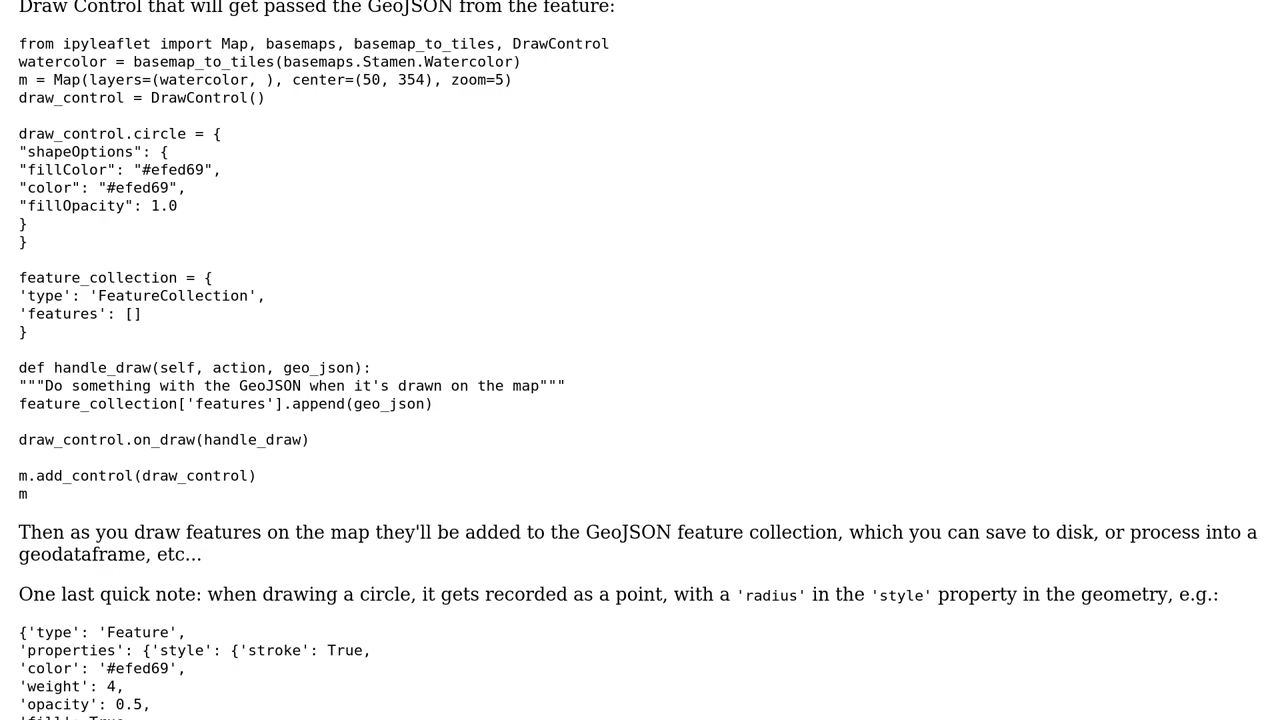 Draw Control that will get passed the GeoJSON from the feature:
from ipyleaflet import Map, basemaps, basemap_to_tiles, DrawControl
watercolor = basemap_to_tiles(basemaps.Stamen.Watercolor)
m = Map(layers=(watercolor, ), center=(50, 354), zoom=5)
draw_control = DrawControl()
draw_control.circle = {
"shapeOptions": {
"fillColor": "#efed69",
"color": "#efed69",
"fillOpacity": 1.0
}
}
feature_collection = {
'type': 'FeatureCollection',
'features': []
}
def handle_draw(self, action, geo_json):
"""Do something with the GeoJSON when it's drawn on the map"""
feature_collection['features'].append(geo_json)
draw_control.on_draw(handle_draw)
m.add_control(draw_control)
m
Then as you draw features on the map they'll be added to the GeoJSON feature collection, which you can save to disk, or process into a
geodataframe, etc...
One last quick note: when drawing a circle, it gets recorded as a point, with a 'radius' in the 'style' property in the geometry, e.g.:
{'type': 'Feature',
'properties': {'style': {'stroke': True,
'color': '#efed69',
'weight': 4,
'opacity': 0.5,
'fill': True,